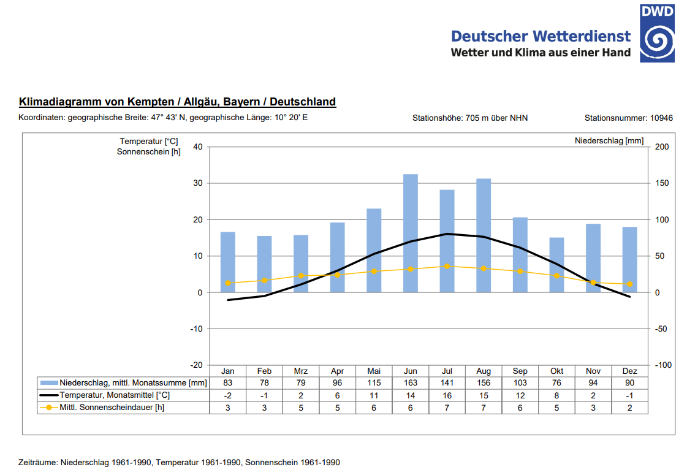 DWD
Deutscher Wetterdienst
Wetter und Klima aus einer Hand
Klimadiagramm von Kempten / Allgäu, Bayern / Deutschland
Koordinaten: geographische Breite: 47° 43' N, geographische Länge: 10° 20' E Stationshöhe: 705 m über NHN Stationsnummer: 10946
Temperatur [°C] Niederschlag [mm]
Sonnenschein [h]
40 200
30 150
20 100
10 50
0 0
-10 -50
-20 -100
Jan Feb Mrz Apr Mai Jun Jul Aug Sep Okt Nov Dez
Niederschlag, mittl. Monatssumme [mm] 83 78 79 96 115 163 141 156 103 76 94 90
Temperatur, Monatsmittel [°C] -2 -1 2 6 11 14 16 15 12 8 2 -1
Mittl. Sonnenscheindauer [h] 3 3 5 5 6 6 7 7 6 5 3 2
Zeiträume: Niederschlag 1961-1990, Temperatur 1961-1990, Sonnenschein 1961-1990